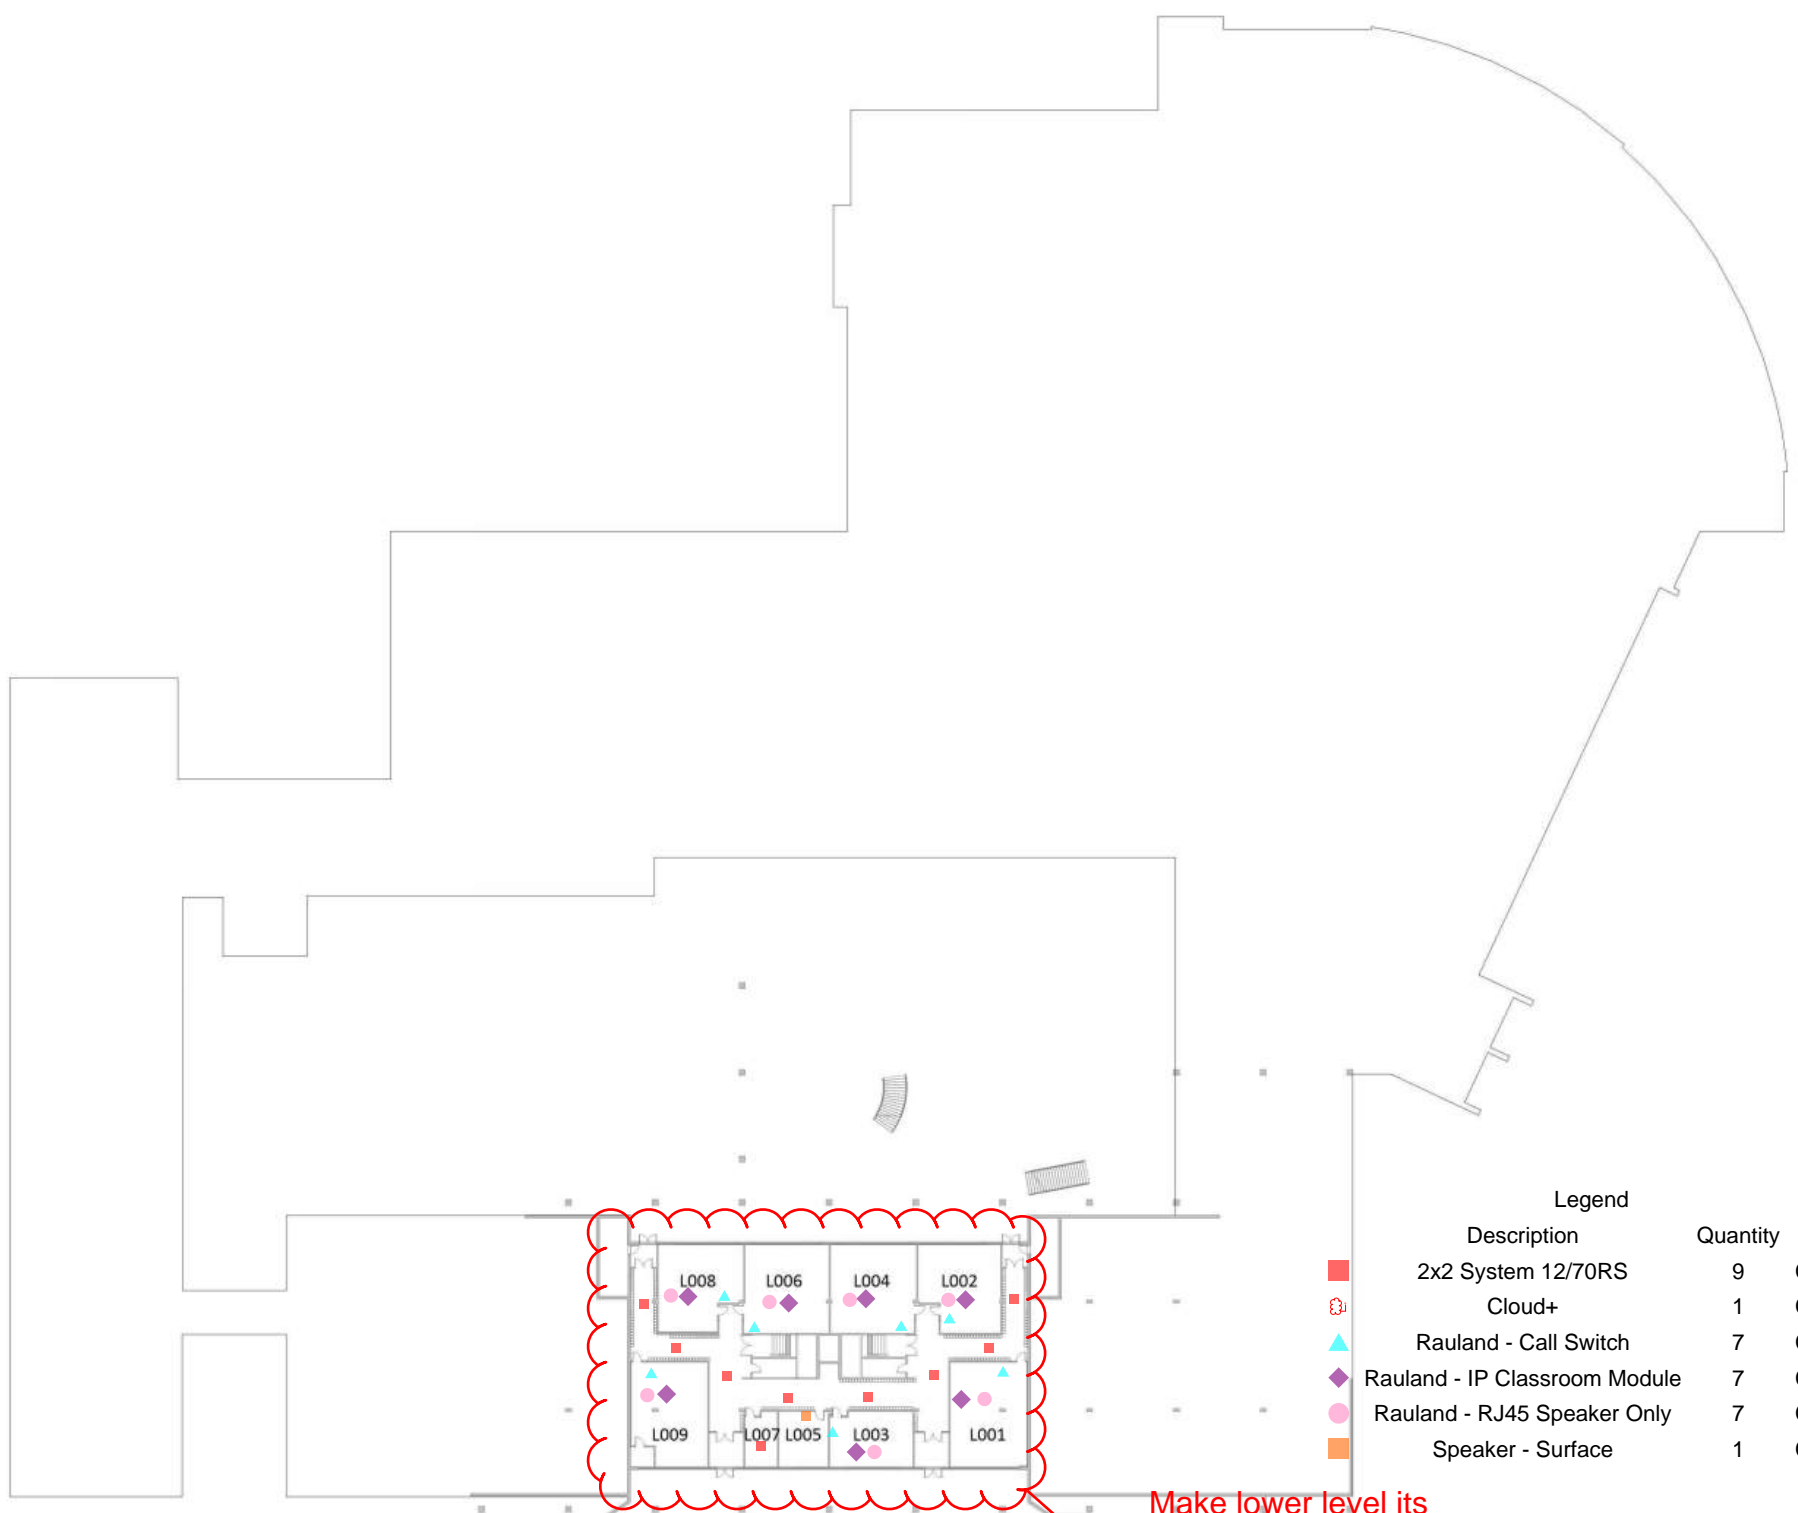 L008 L006 L004 L002
L009 L007 L005 L003 L001
Legend
Description Quantity
2x2 System 12/70RS 9
Cloud+ 1
Rauland - Call Switch 7
Rauland - IP Classroom Module 7
Rauland - RJ45 Speaker Only 7
Speaker - Surface 1
Make lower level its